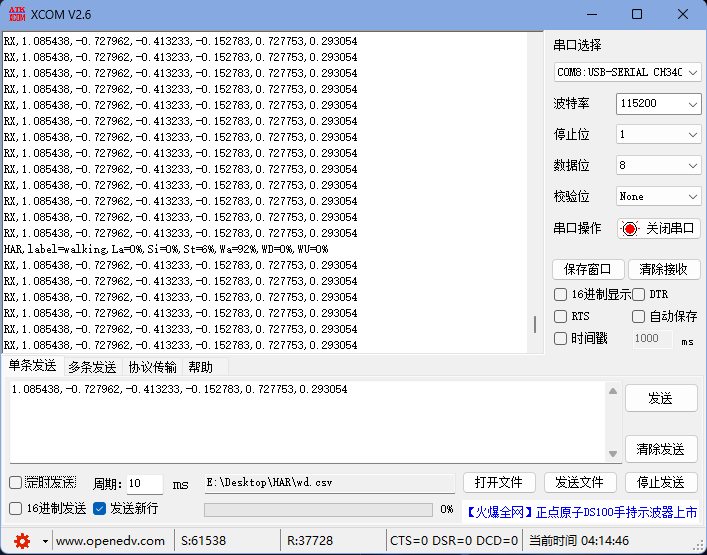 ATK
XCOM XCOM V2.6
RX,1.085438,-0.727962,-0.413233,-0.152783,0.727753,0.293054
RX,1.085438,-0.727962,-0.413233,-0.152783,0.727753,0.293054
RX,1.085438,-0.727962,-0.413233,-0.152783,0.727753,0.293054
RX,1.085438,-0.727962,-0.413233,-0.152783,0.727753,0.293054
RX,1.085438,-0.727962,-0.413233,-0.152783,0.727753,0.293054
RX,1.085438,-0.727962,-0.413233,-0.152783,0.727753,0.293054
RX,1.085438,-0.727962,-0.413233,-0.152783,0.727753,0.293054
RX,1.085438,-0.727962,-0.413233,-0.152783,0.727753,0.293054
RX,1.085438,-0.727962,-0.413233,-0.152783,0.727753,0.293054
RX,1.085438,-0.727962,-0.413233,-0.152783,0.727753,0.293054
RX,1.085438,-0.727962,-0.413233,-0.152783,0.727753,0.293054
RX,1.085438,-0.727962,-0.413233,-0.152783,0.727753,0.293054
RX,1.085438,-0.727962,-0.413233,-0.152783,0.727753,0.293054
HAR,label=walking,La=0%,Si=0%,St=6%,Wa=92%,WD=0%,WU=0%
RX,1.085438,-0.727962,-0.413233,-0.152783,0.727753,0.293054
RX,1.085438,-0.727962,-0.413233,-0.152783,0.727753,0.293054
RX,1.085438,-0.727962,-0.413233,-0.152783,0.727753,0.293054
RX,1.085438,-0.727962,-0.413233,-0.152783,0.727753,0.293054
RX,1.085438,-0.727962,-0.413233,-0.152783,0.727753,0.293054
RX,1.085438,-0.727962,-0.413233,-0.152783,0.727753,0.293054
串口选择
COM8:USB-SERIAL CH340
波特率 115200
停止位 1
数据位 8
校验位 None
串口操作 关闭串口
保存窗口 清除接收
16进制显示 DTR
RTS 自动保存
时间戳 1000 ms
单条发送 多条发送 协议传输 帮助
1.085438,-0.727962,-0.413233,-0.152783,0.727753,0.293054
发送
清除发送
定时发送 周期: 10 ms E:\Desktop\HAR\wd.csv 打开文件 发送文件 停止发送
16进制发送 发送新行 0% 【火爆全网】正点原子DS100手持示波器上市
www.openedv.com S:61538 R:37728 CTS=0 DSR=0 DCD=0 当前时间 04:14:46